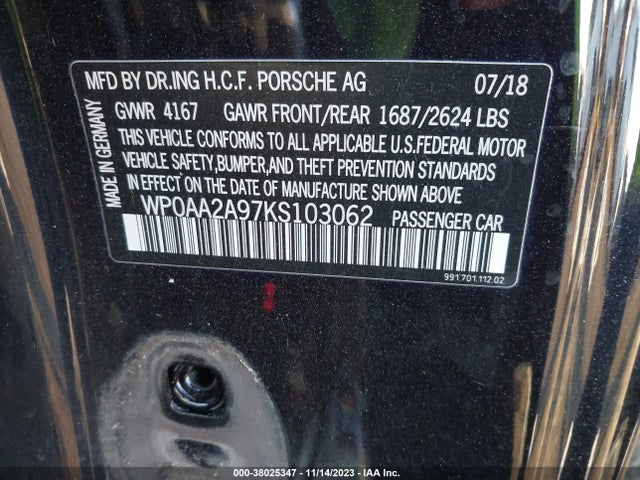 MFD BY DR.ING H.C.F. PORSCHE AG 07/18
GVWR 4167 GAWR FRONT/REAR 1687/2624 LBS
THIS VEHICLE CONFORMS TO ALL APPLICABLE U.S.FEDERAL MOTOR
VEHICLE SAFETY,BUMPER,AND THEFT PREVENTION STANDARDS
IN EFFECT ON THE DATE OF MANUFACTURE SHOWN ABOVE
WP0AA2A97KS103062 PASSENGER CAR
MADE IN GERMANY
991.701.112.02
000-38025347 - 11/14/2023 - IAA Inc.